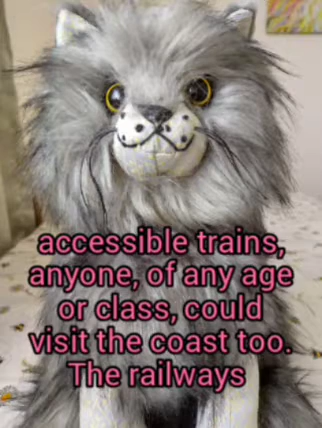 accessible trains,
anyone, of any age
or class, could
visit the coast too.
The railways